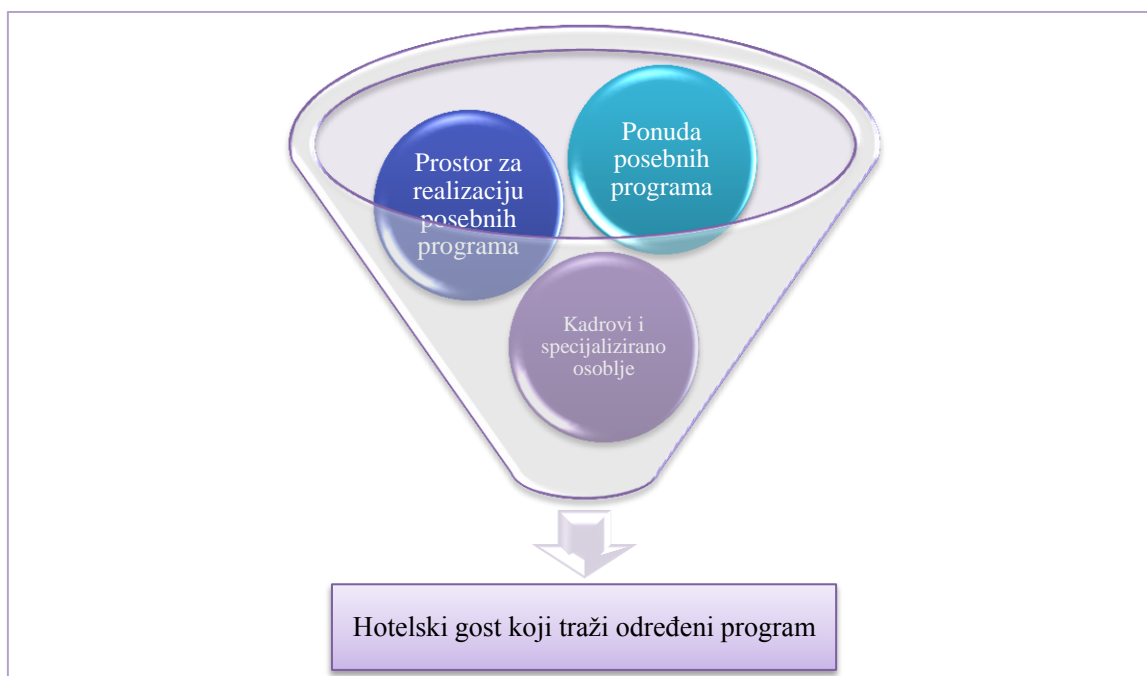 Prostor za
realizaciju
posebnih
programa
Ponuda
posebnih
programa
Kadrovi i
specijalizirano
osoblje
Hotelski gost koji traži određeni program